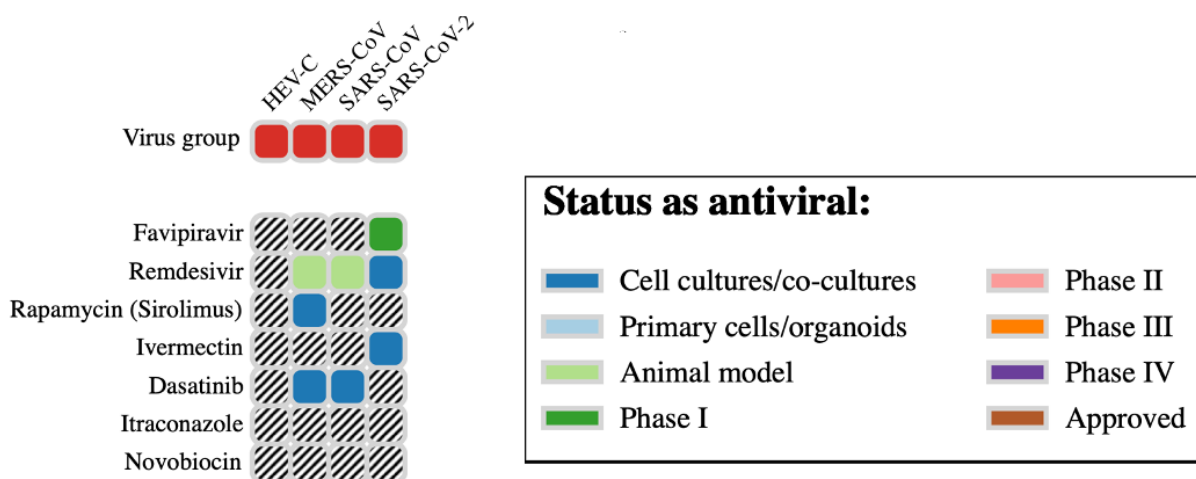 HEV-C
MERS-CoV
SARS-CoV
SARS-CoV-2
Virus group
Favipiravir
Remdesivir
Rapamycin (Sirolimus)
Ivermectin
Dasatinib
Itraconazole
Novobiocin
Status as antiviral:
Cell cultures/co-cultures
Primary cells/organoids
Animal model
Phase I
Phase II
Phase III
Phase IV
Approved